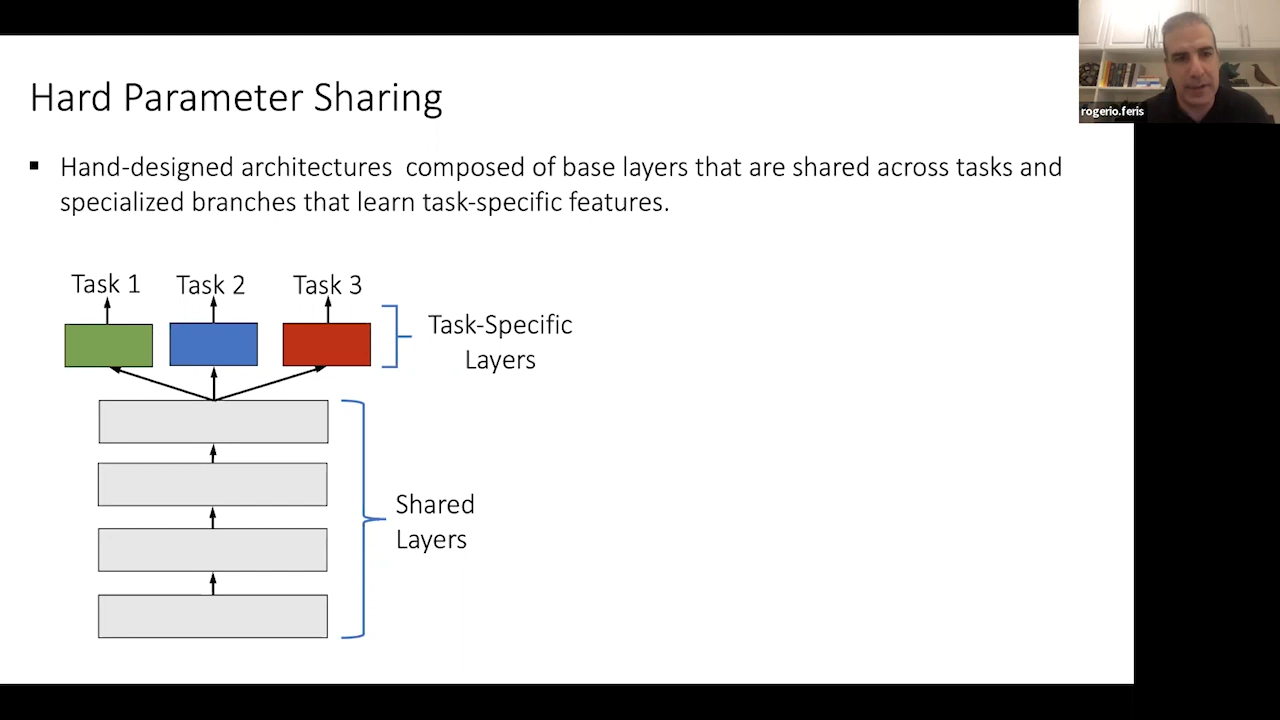 Hard Parameter Sharing
rogerio.feris
▪ Hand-designed architectures composed of base layers that are shared across tasks and
specialized branches that learn task-specific features.
Task 1 Task 2 Task 3
Task-Specific
Layers
Shared
Layers